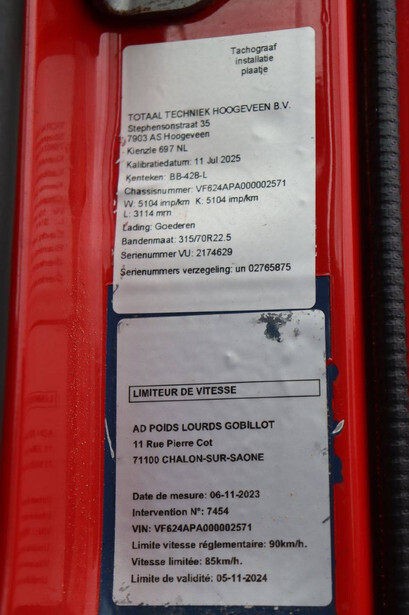 Tachograaf
installatie
plaatje
TOTAAL TECHNIEK HOOGEVEEN B.V.
Stephensonstraat 35
7903 AS Hoogeveen
Kienzle 697 NL
Kalibratiedatum: 11 Jul 2025
Kenteken: BB-428-L
Chassisnummer: VF624APA000002571
W: 5104 imp/km K: 5104 imp/km
L: 3114 mm
Lading: Goederen
Bandenmaat: 315/70R22.5
Serienummer VU: 2174629
Serienummers verzegeling: un 02765875
LIMITEUR DE VITESSE
AD POIDS LOURDS GOBILLOT
11 Rue Pierre Cot
71100 CHALON-SUR-SAONE
Date de mesure: 06-11-2023
Intervention N°: 7454
VIN: VF624APA000002571
Limite vitesse réglementaire: 90km/h.
Vitesse limitée: 85km/h.
Limite de validité: 05-11-2024